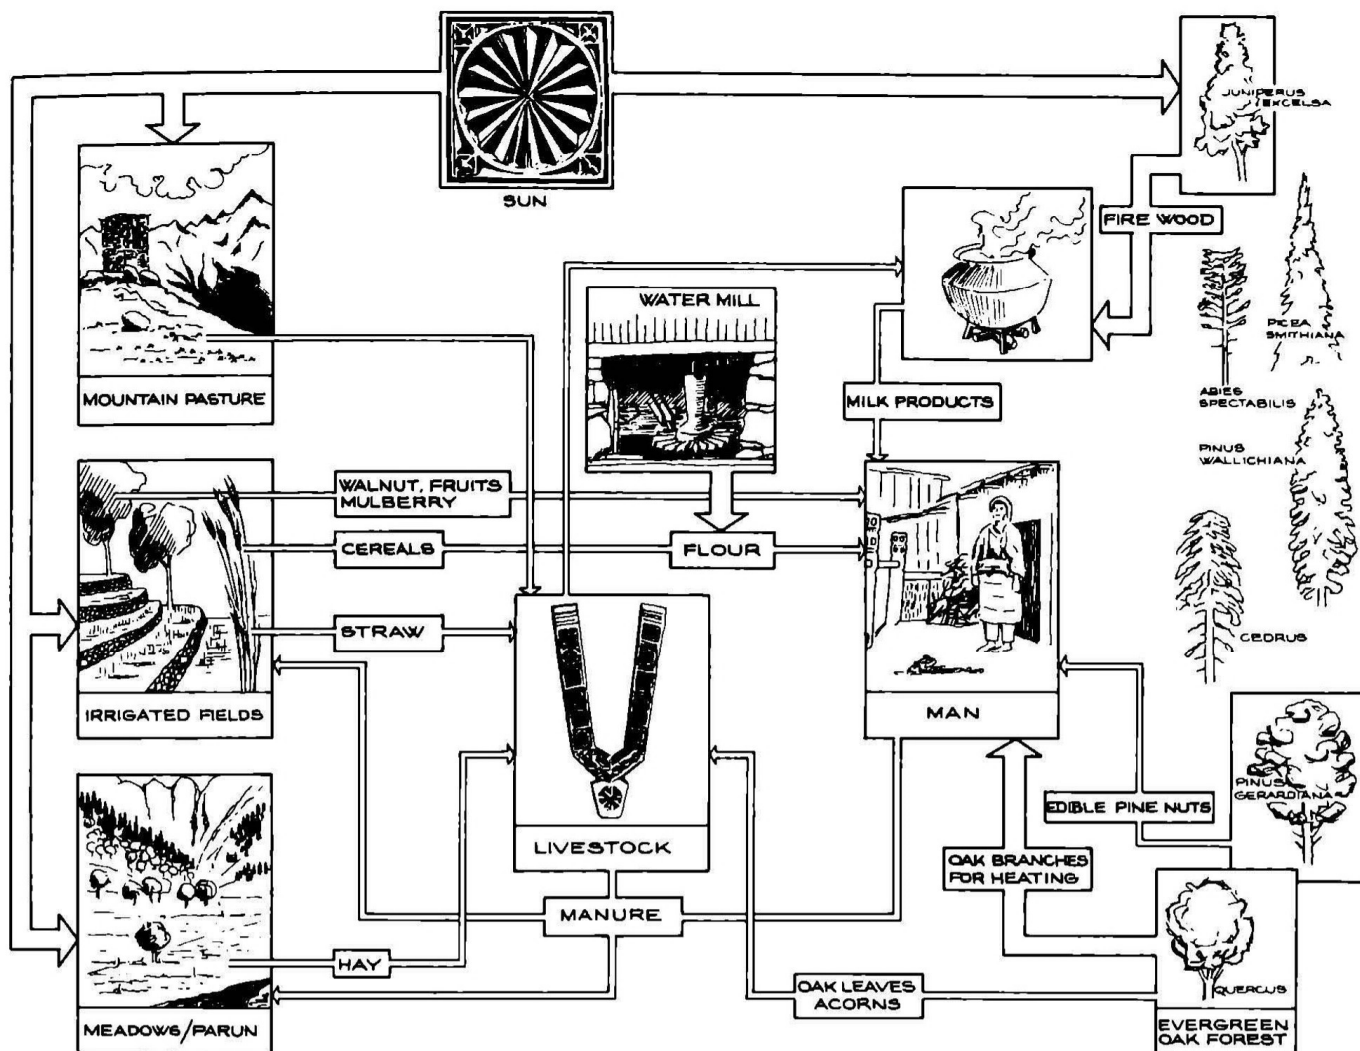 SUN
JUNIPERUS
EXCELSA
FIRE WOOD
WATER MILL
PICEA
SMITHIANA
MOUNTAIN PASTURE
MILK PRODUCTS
ABIES
SPECTABILIS
PINUS
WALLICHIANA
WALNUT, FRUITS
MULBERRY
CEREALS
FLOUR
STRAW
CEDRUS
IRRIGATED FIELDS
MAN
PINUS
GERARDIANA
EDIBLE PINE NUTS
LIVESTOCK
OAK BRANCHES
FOR HEATING
MANURE
HAY
OAK LEAVES
ACORNS
QUERCUS
MEADOWS/PARUN
EVERGREEN
OAK FOREST